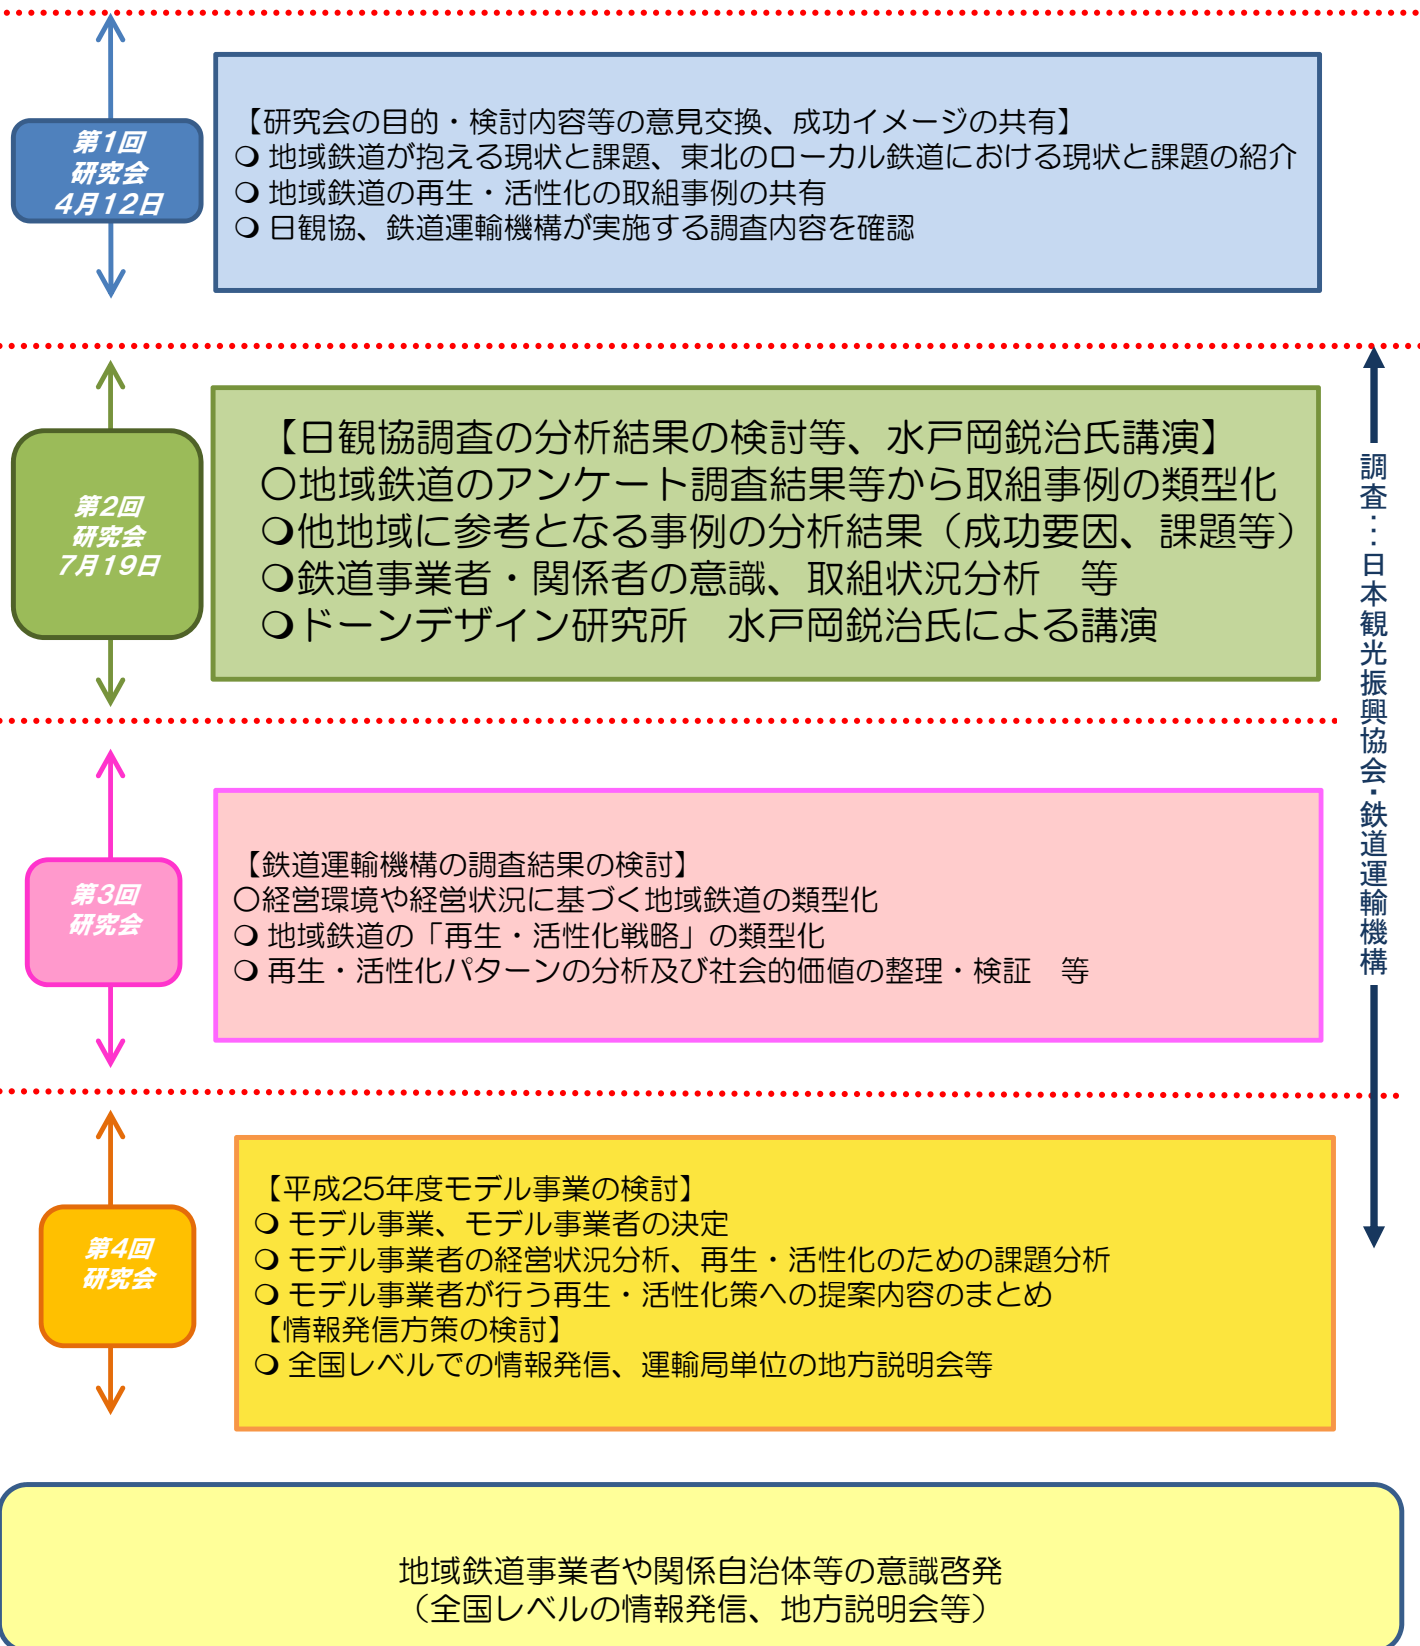 第1回
研究会
4月12日
【研究会の目的・検討内容等の意見交換、成功イメージの共有】
○ 地域鉄道が抱える現状と課題、東北のローカル鉄道における現状と課題の紹介
○ 地域鉄道の再生・活性化の取組事例の共有
○ 日観協、鉄道運輸機構が実施する調査内容を確認
第2回
研究会
7月19日
【日観協調査の分析結果の検討等、水戸岡鋭治氏講演】
○地域鉄道のアンケート調査結果等から取組事例の類型化
○他地域に参考となる事例の分析結果（成功要因、課題等）
○鉄道事業者・関係者の意識、取組状況分析　等
○ドーンデザイン研究所　水戸岡鋭治氏による講演
調査…日本観光振興協会・鉄道運輸機構
第3回
研究会
【鉄道運輸機構の調査結果の検討】
○経営環境や経営状況に基づく地域鉄道の類型化
○ 地域鉄道の「再生・活性化戦略」の類型化
○ 再生・活性化パターンの分析及び社会的価値の整理・検証　等
第4回
研究会
【平成25年度モデル事業の検討】
○ モデル事業、モデル事業者の決定
○ モデル事業者の経営状況分析、再生・活性化のための課題分析
○ モデル事業者が行う再生・活性化策への提案内容のまとめ
【情報発信方策の検討】
○ 全国レベルでの情報発信、運輸局単位の地方説明会等
地域鉄道事業者や関係自治体等の意識啓発
（全国レベルの情報発信、地方説明会等）